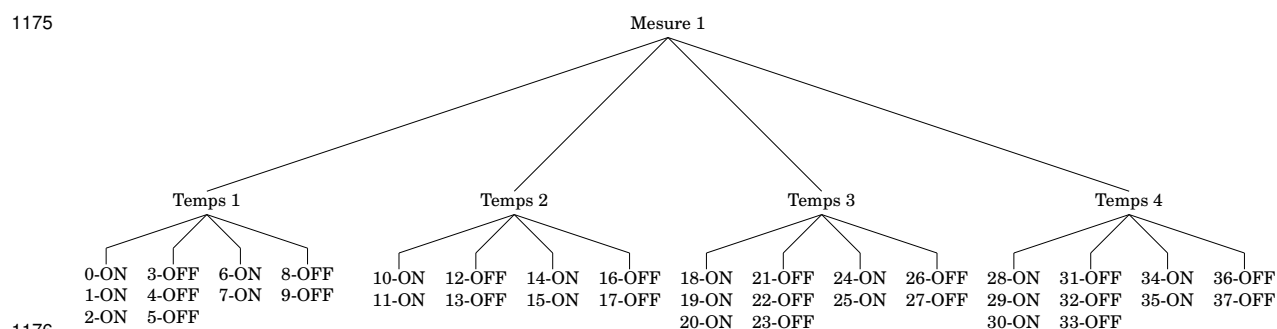 1175
Mesure 1
Temps 1 Temps 2 Temps 3 Temps 4
0-ON 3-OFF 6-ON 8-OFF 10-ON 12-OFF 14-ON 16-OFF 18-ON 21-OFF 24-ON 26-OFF 28-ON 31-OFF 34-ON 36-OFF
1-ON 4-OFF 7-ON 9-OFF 11-ON 13-OFF 15-ON 17-OFF 19-ON 22-OFF 25-ON 27-OFF 29-ON 32-OFF 35-ON 37-OFF
2-ON 5-OFF 20-ON 23-OFF 30-ON 33-OFF
1176